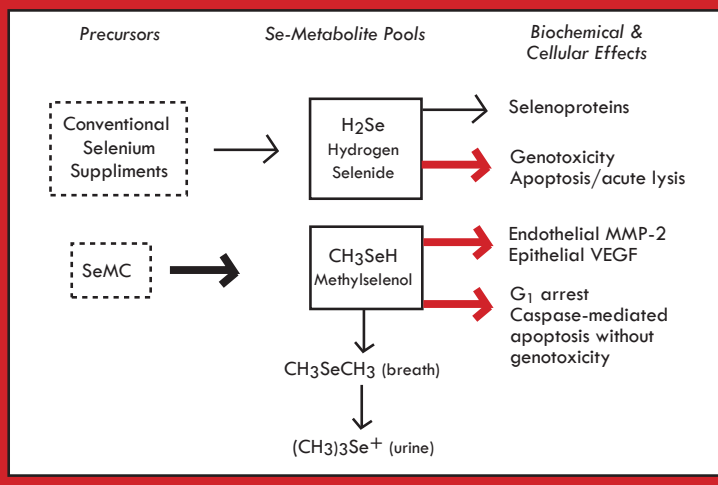 Precursors
Se-Metabolite Pools
Biochemical &
Cellular Effects
Conventional
Selenium
Suppliments
H2Se
Hydrogen
Selenide
Selenoproteins
Genotoxicity
Apoptosis/acute lysis
SeMC
CH3SeH
Methylselenol
Endothelial MMP-2
Epithelial VEGF
G1 arrest
Caspase-mediated
apoptosis without
genotoxicity
CH3SeCH3 (breath)
(CH3)3Se+ (urine)